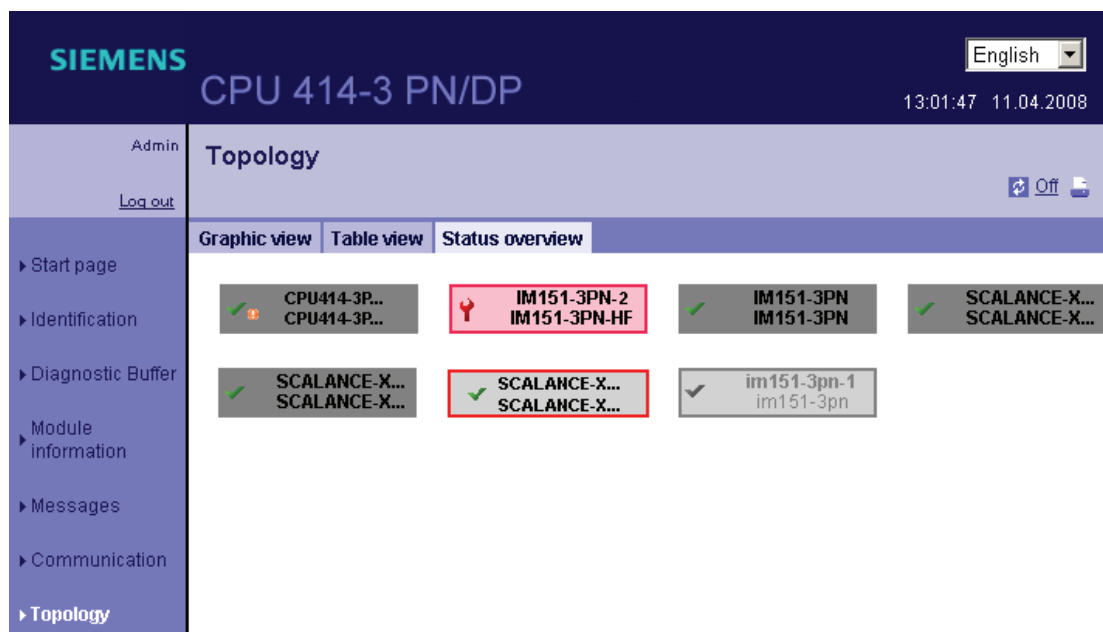 SIEMENS
CPU 414-3 PN/DP
English
13:01:47 11.04.2008
Admin
Log out
Topology
Off
Graphic view Table view Status overview
Start page
Identification
Diagnostic Buffer
Module
information
Messages
Communication
Topology
CPU414-3P...
CPU414-3P...
IM151-3PN-2
IM151-3PN-HF
IM151-3PN
IM151-3PN
SCALANCE-X...
SCALANCE-X...
SCALANCE-X...
SCALANCE-X...
SCALANCE-X...
SCALANCE-X...
im151-3pn-1
im151-3pn